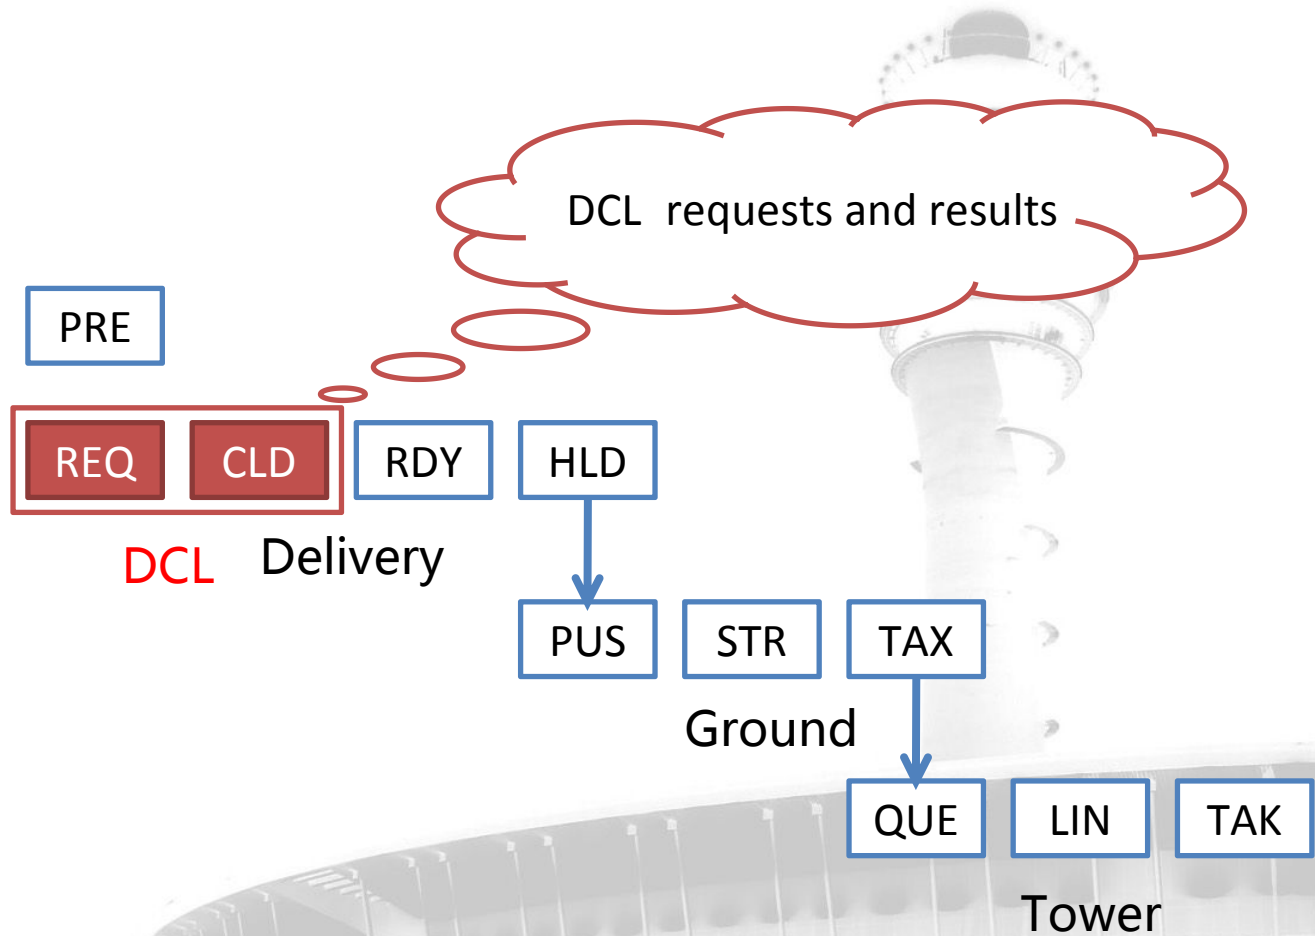 DCL requests and results
PRE
REQ CLD RDY HLD
DCL Delivery
PUS STR TAX
Ground
QUE LIN TAK
Tower